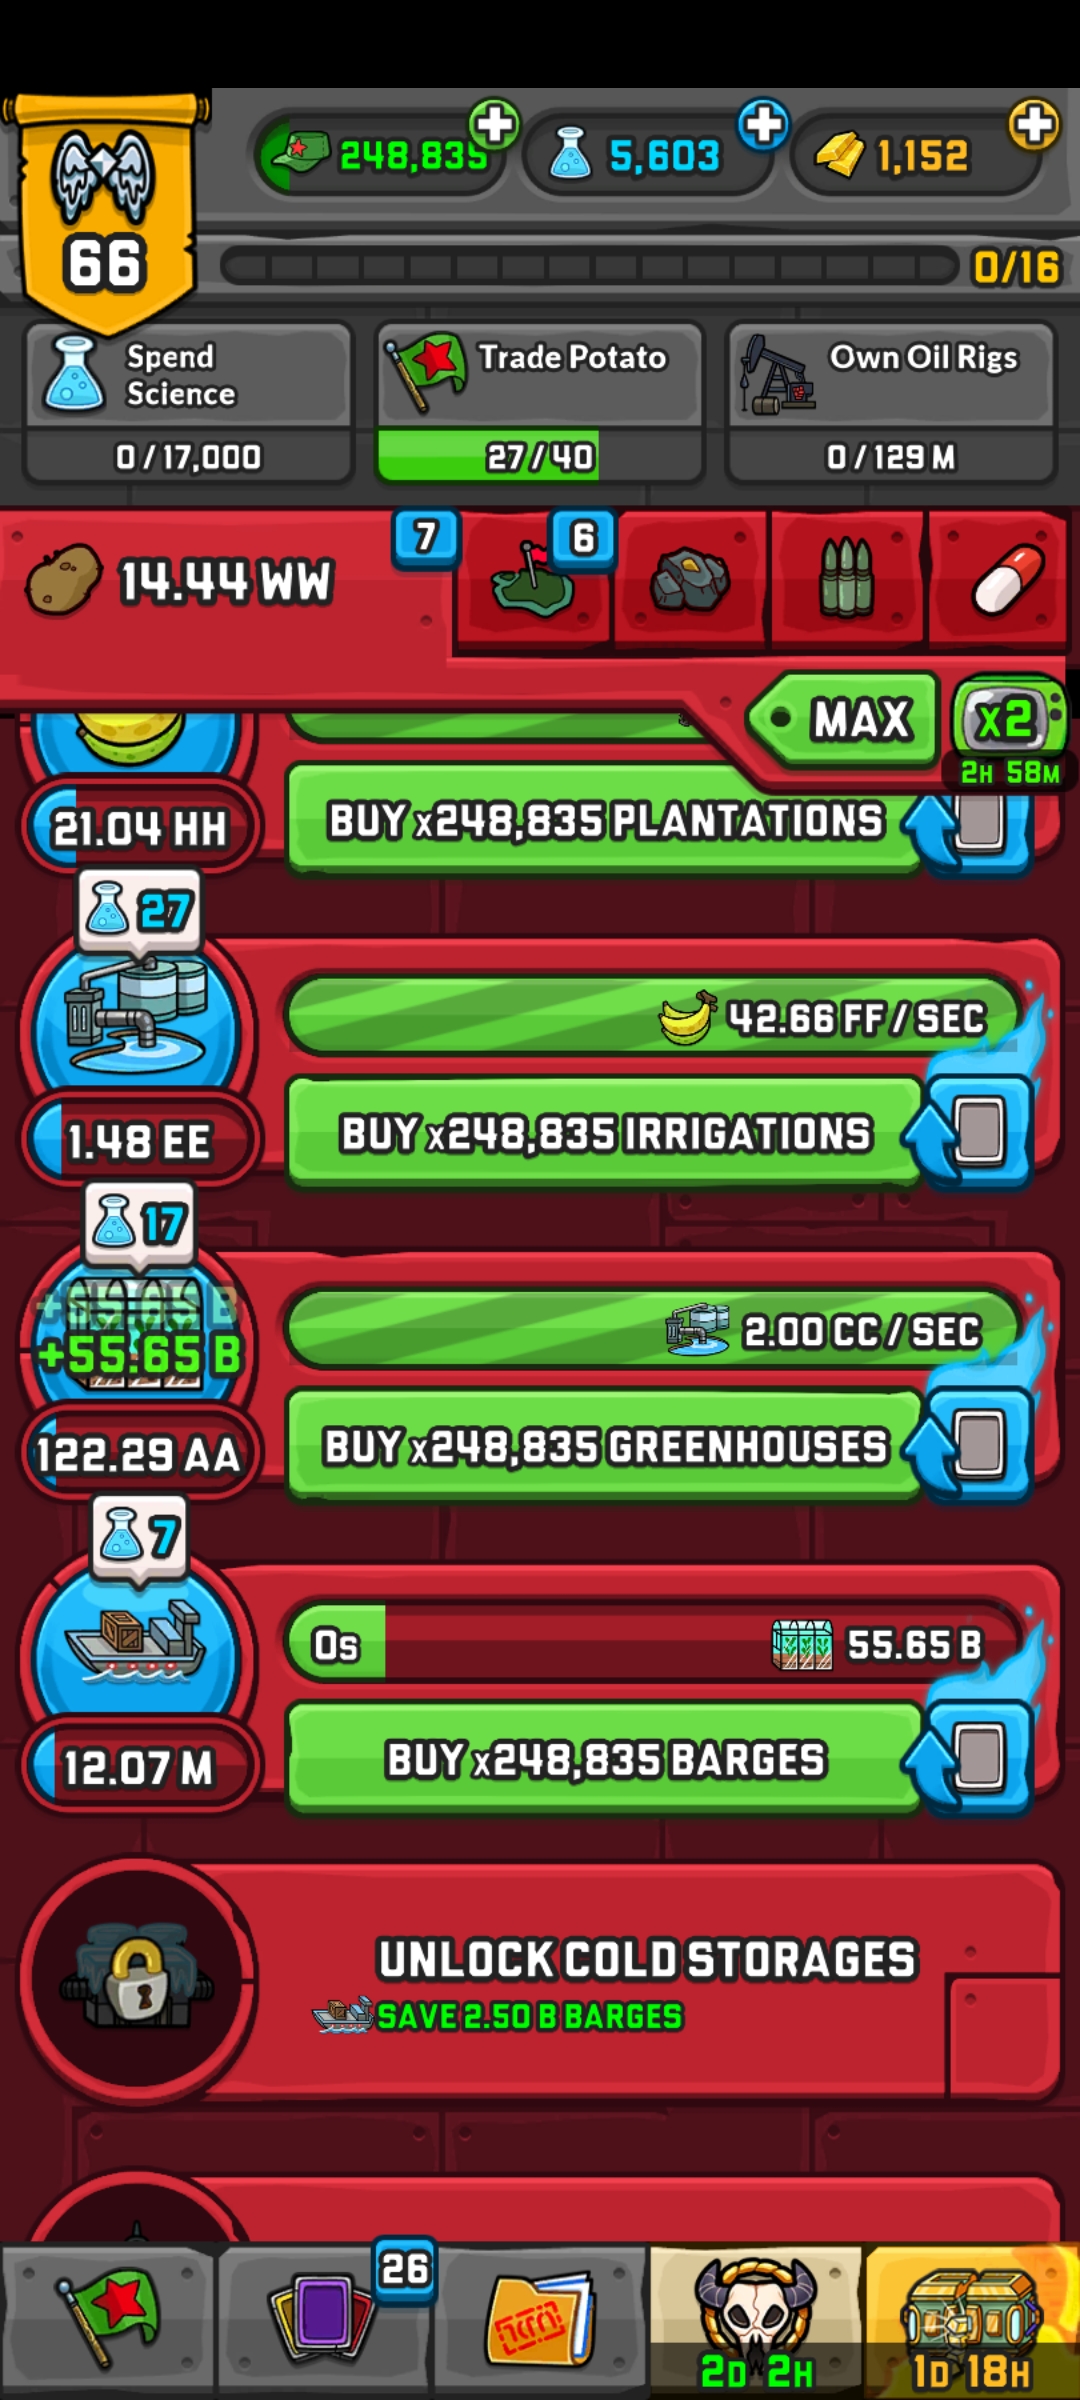 248,835
5,603
1,152
66
0/16
Spend
Science
0/17,000
Trade Potato
27/40
Own Oil Rigs
0/129 M
14.44 WW
7
6
MAX
x2
2H 58M
21.04 HH
BUY x248,835 PLANTATIONS
27
42.66 FF/SEC
1.48 EE
BUY x248,835 IRRIGATIONS
17
+55.65 B
+55.65 B
2.00 CC/SEC
122.29 AA
BUY x248,835 GREENHOUSES
7
0s
55.65 B
12.07 M
BUY x248,835 BARGES
UNLOCK COLD STORAGES
SAVE 2.50 B BARGES
26
2D 2H
1D 18H